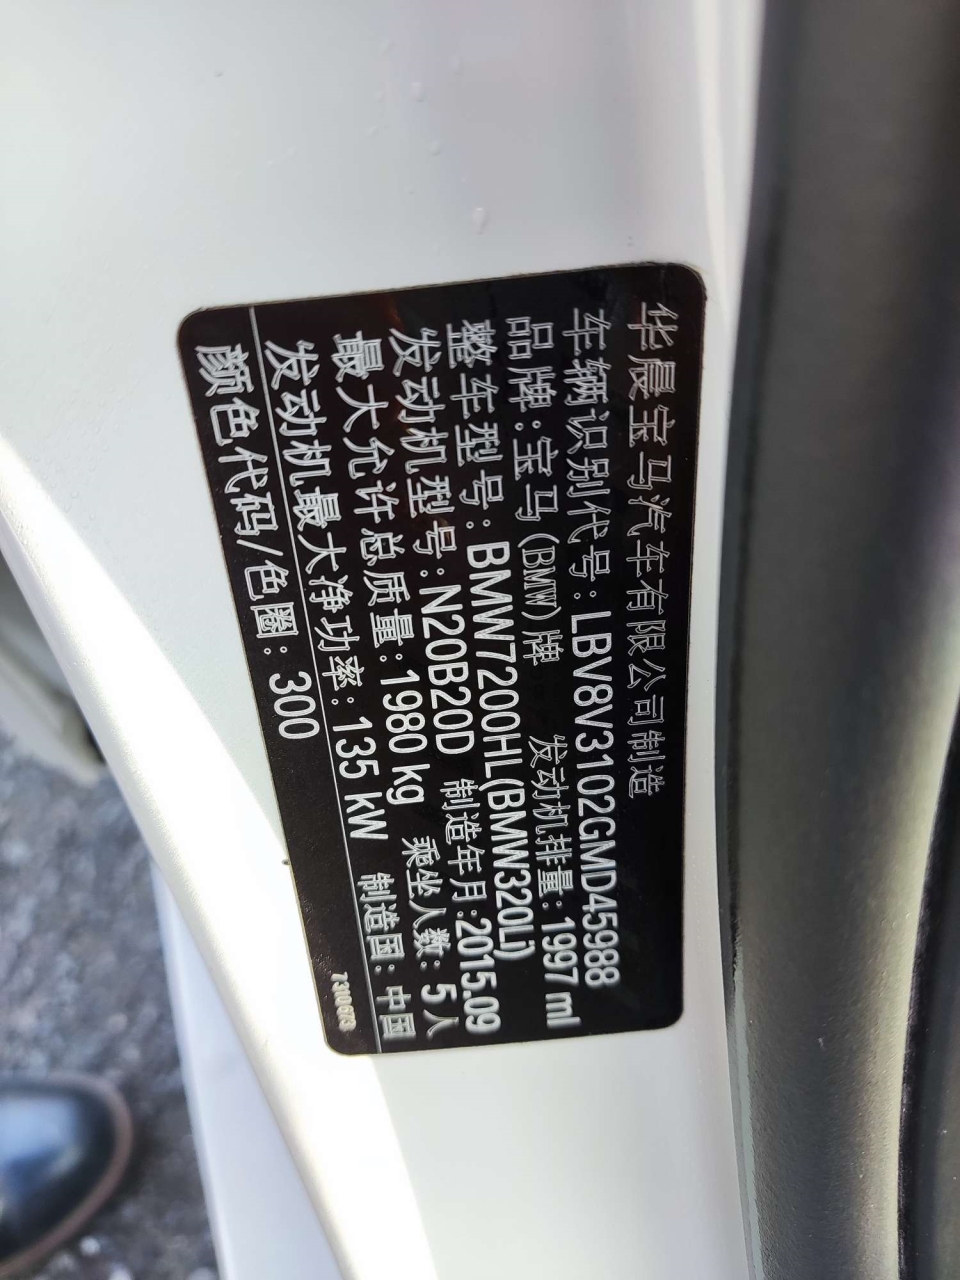 华晨宝马汽车有限公司制造
车辆识别代号: LBV8V3102GMD45988
品牌: 宝马(BMW)牌 发动机排量: 1997 ml
整车型号: BMW7200HL(BMW320Li)
发动机型号: N20B20D 制造年月: 2015.09
最大允许总质量: 1980 kg 乘坐人数: 5人
发动机最大净功率: 135 kW 制造国: 中国
颜色代码/色圈: 300